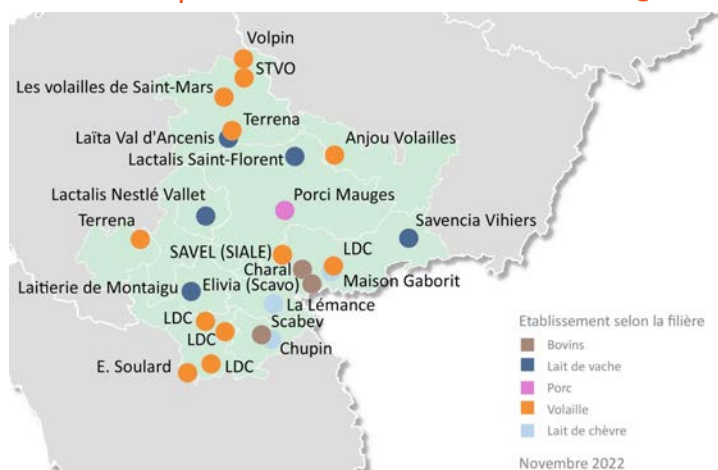 Volpin
STVO
Les volailles de Saint-Mars
Terrena
Laïta Val d'Ancenis
Anjou Volailles
Lactalis Saint-Florent
Lactalis Nestlé Vallet
Porci Mauges
Terrena
Savencia Vihiers
SAVEL (SIALE)
LDC
Charal
Maison Gaborit
Elivia (Scavo)
Laiterie de Montaigu
La Lémance
LDC
Scabev
LDC
Chupin
E. Soulard
LDC
Etablissement selon la filière
Bovins
Lait de vache
Porc
Volaille
Lait de chèvre
Novembre 2022